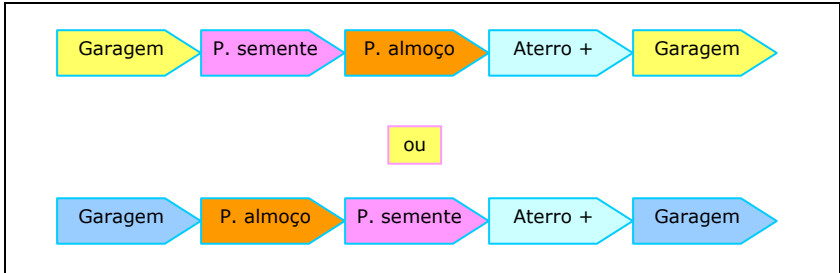 Garagem P. semente P. almoço Aterro + Garagem
ou
Garagem P. almoço P. semente Aterro + Garagem